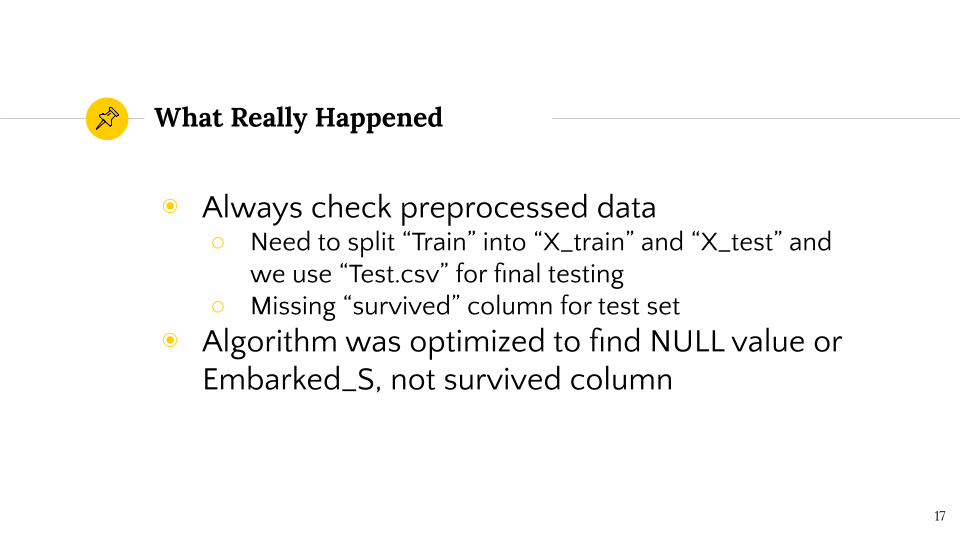 What Really Happened
Always check preprocessed data
Need to split “Train” into “X_train” and “X_test” and
we use “Test.csv” for final testing
Missing “survived” column for test set
Algorithm was optimized to find NULL value or
Embarked_S, not survived column
17